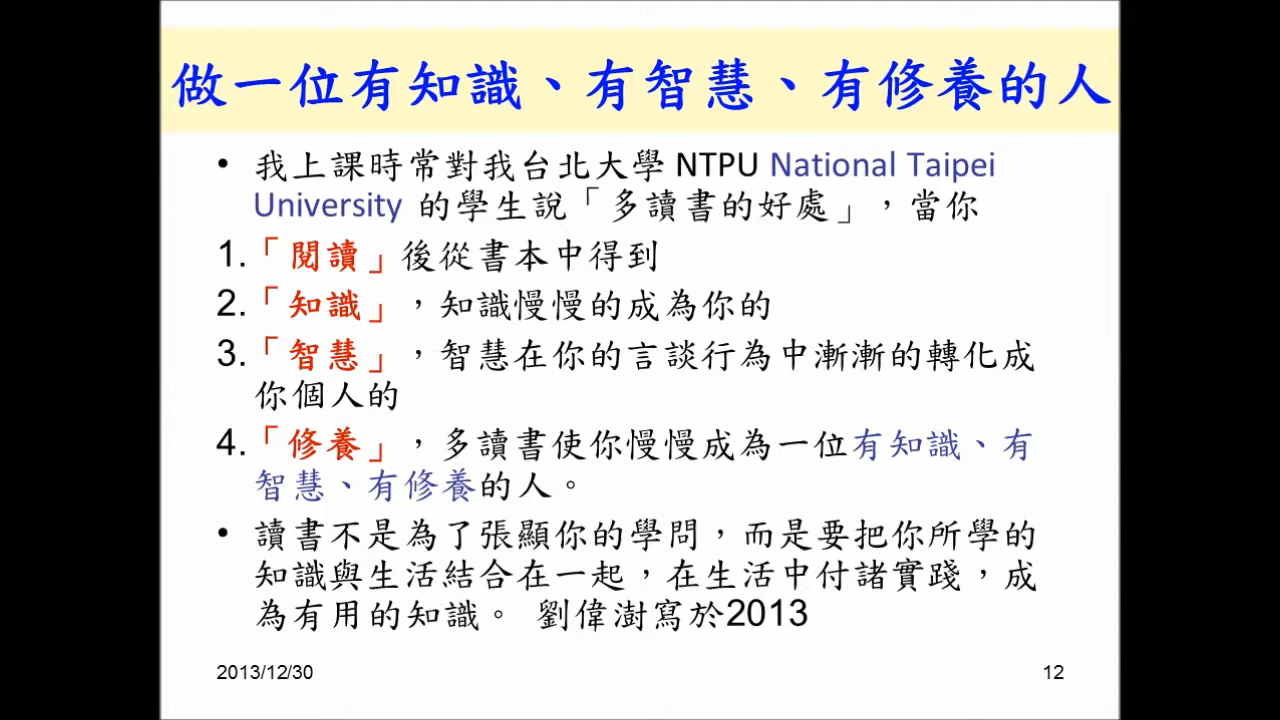 做一位有知識、有智慧、有修養的人
• 我上課時常對我台北大學 NTPU National Taipei
University 的學生說「多讀書的好處」，當你
1.「閱讀」後從書本中得到
2.「知識」，知識慢慢的成為你的
3.「智慧」，智慧在你的言談行為中漸漸的轉化成
你個人的
4.「修養」，多讀書使你慢慢成為一位有知識、有
智慧、有修養的人。
• 讀書不是為了張顯你的學問，而是要把你所學的
知識與生活結合在一起，在生活中付諸實踐，成
為有用的知識。 劉偉澍寫於2013
2013/12/30
12